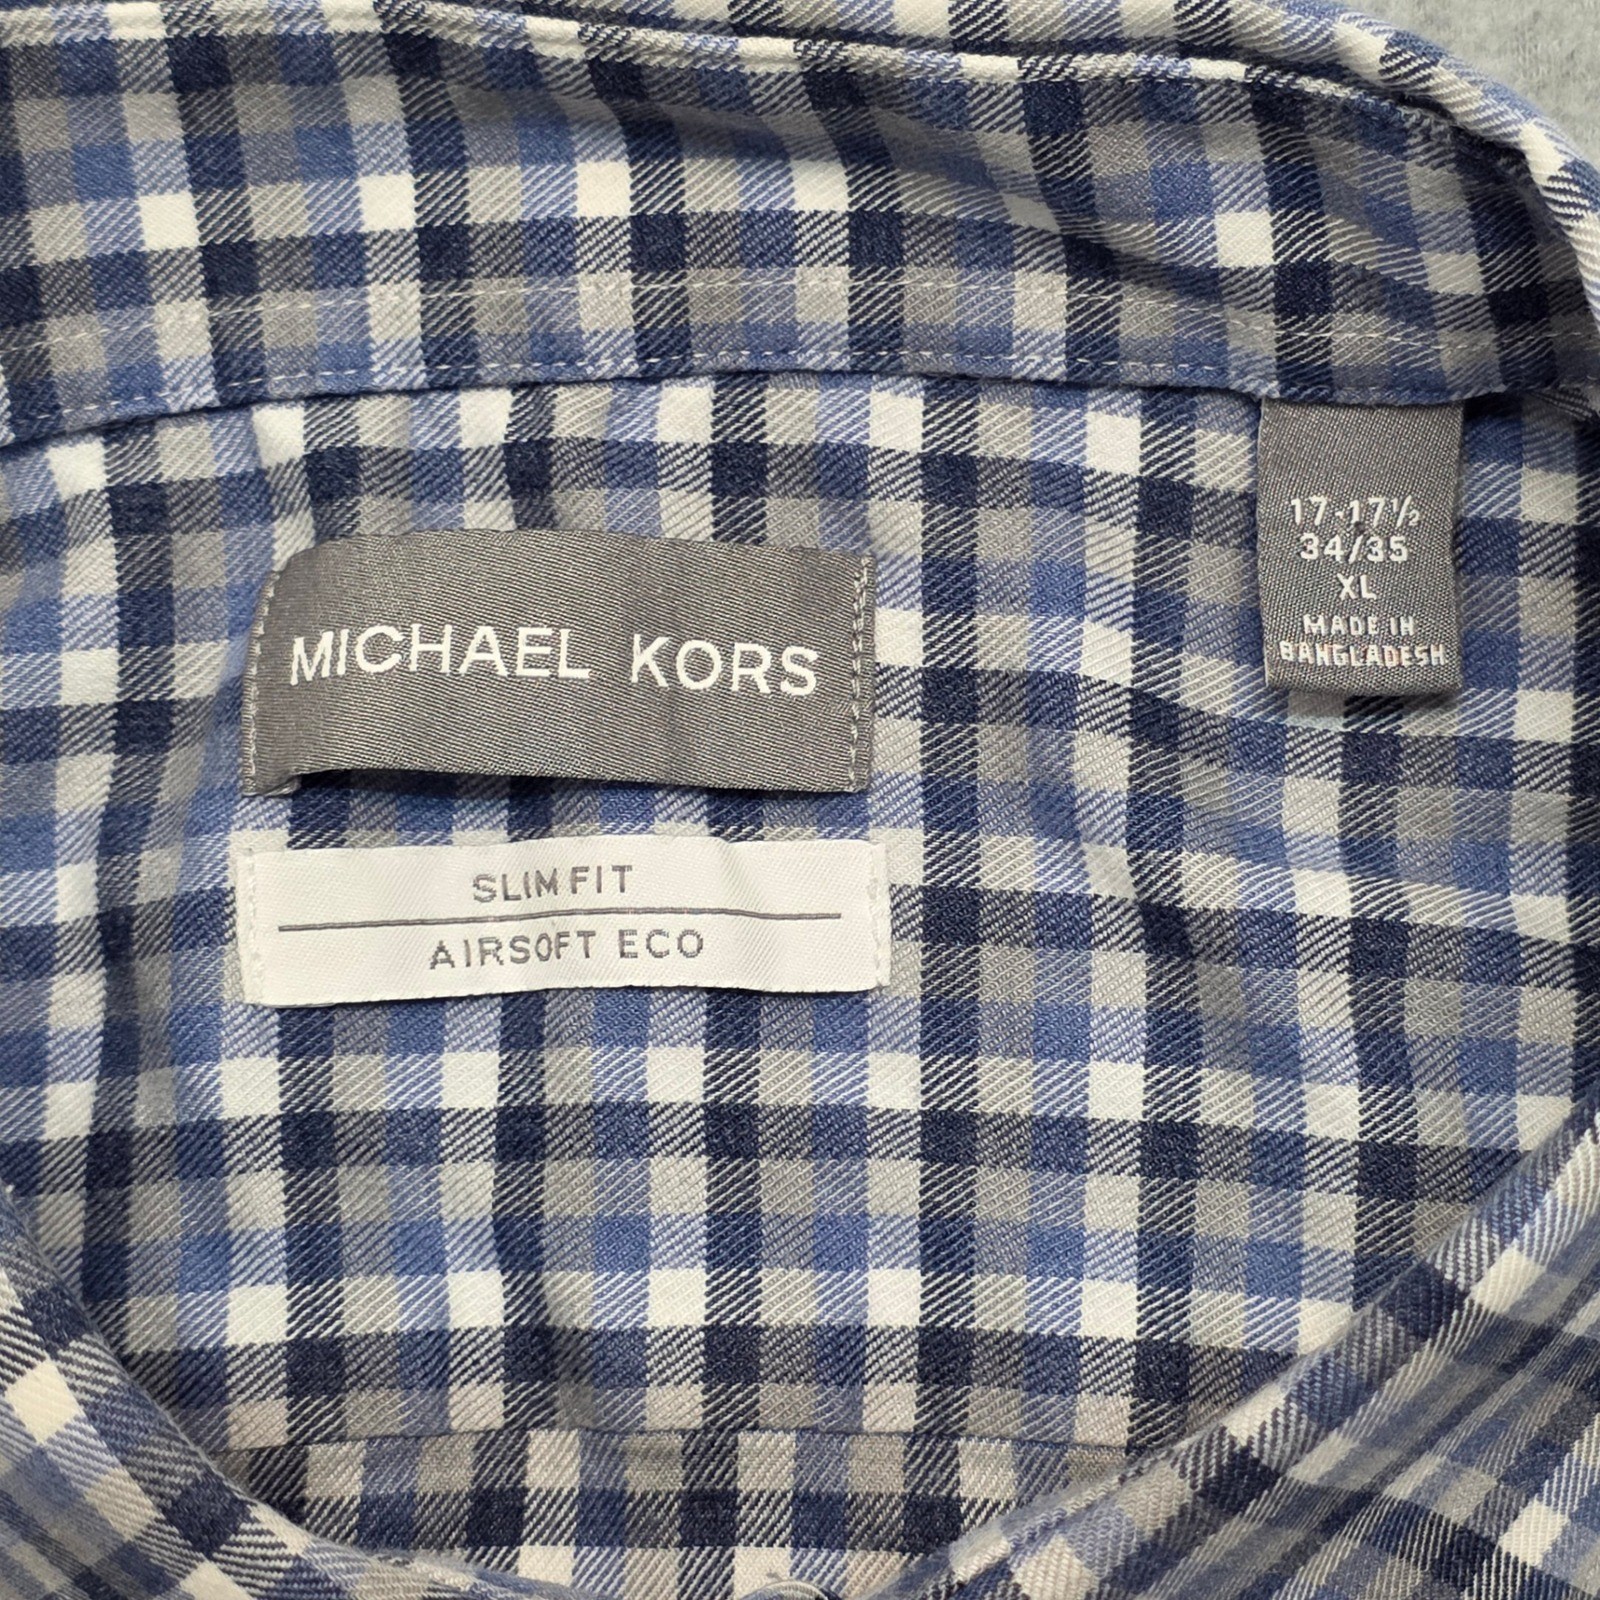 MICHAEL KORS
SLIM FIT
AIRSOFT ECO
17-17½
34/35
XL
MADE IN
BANGLADESH